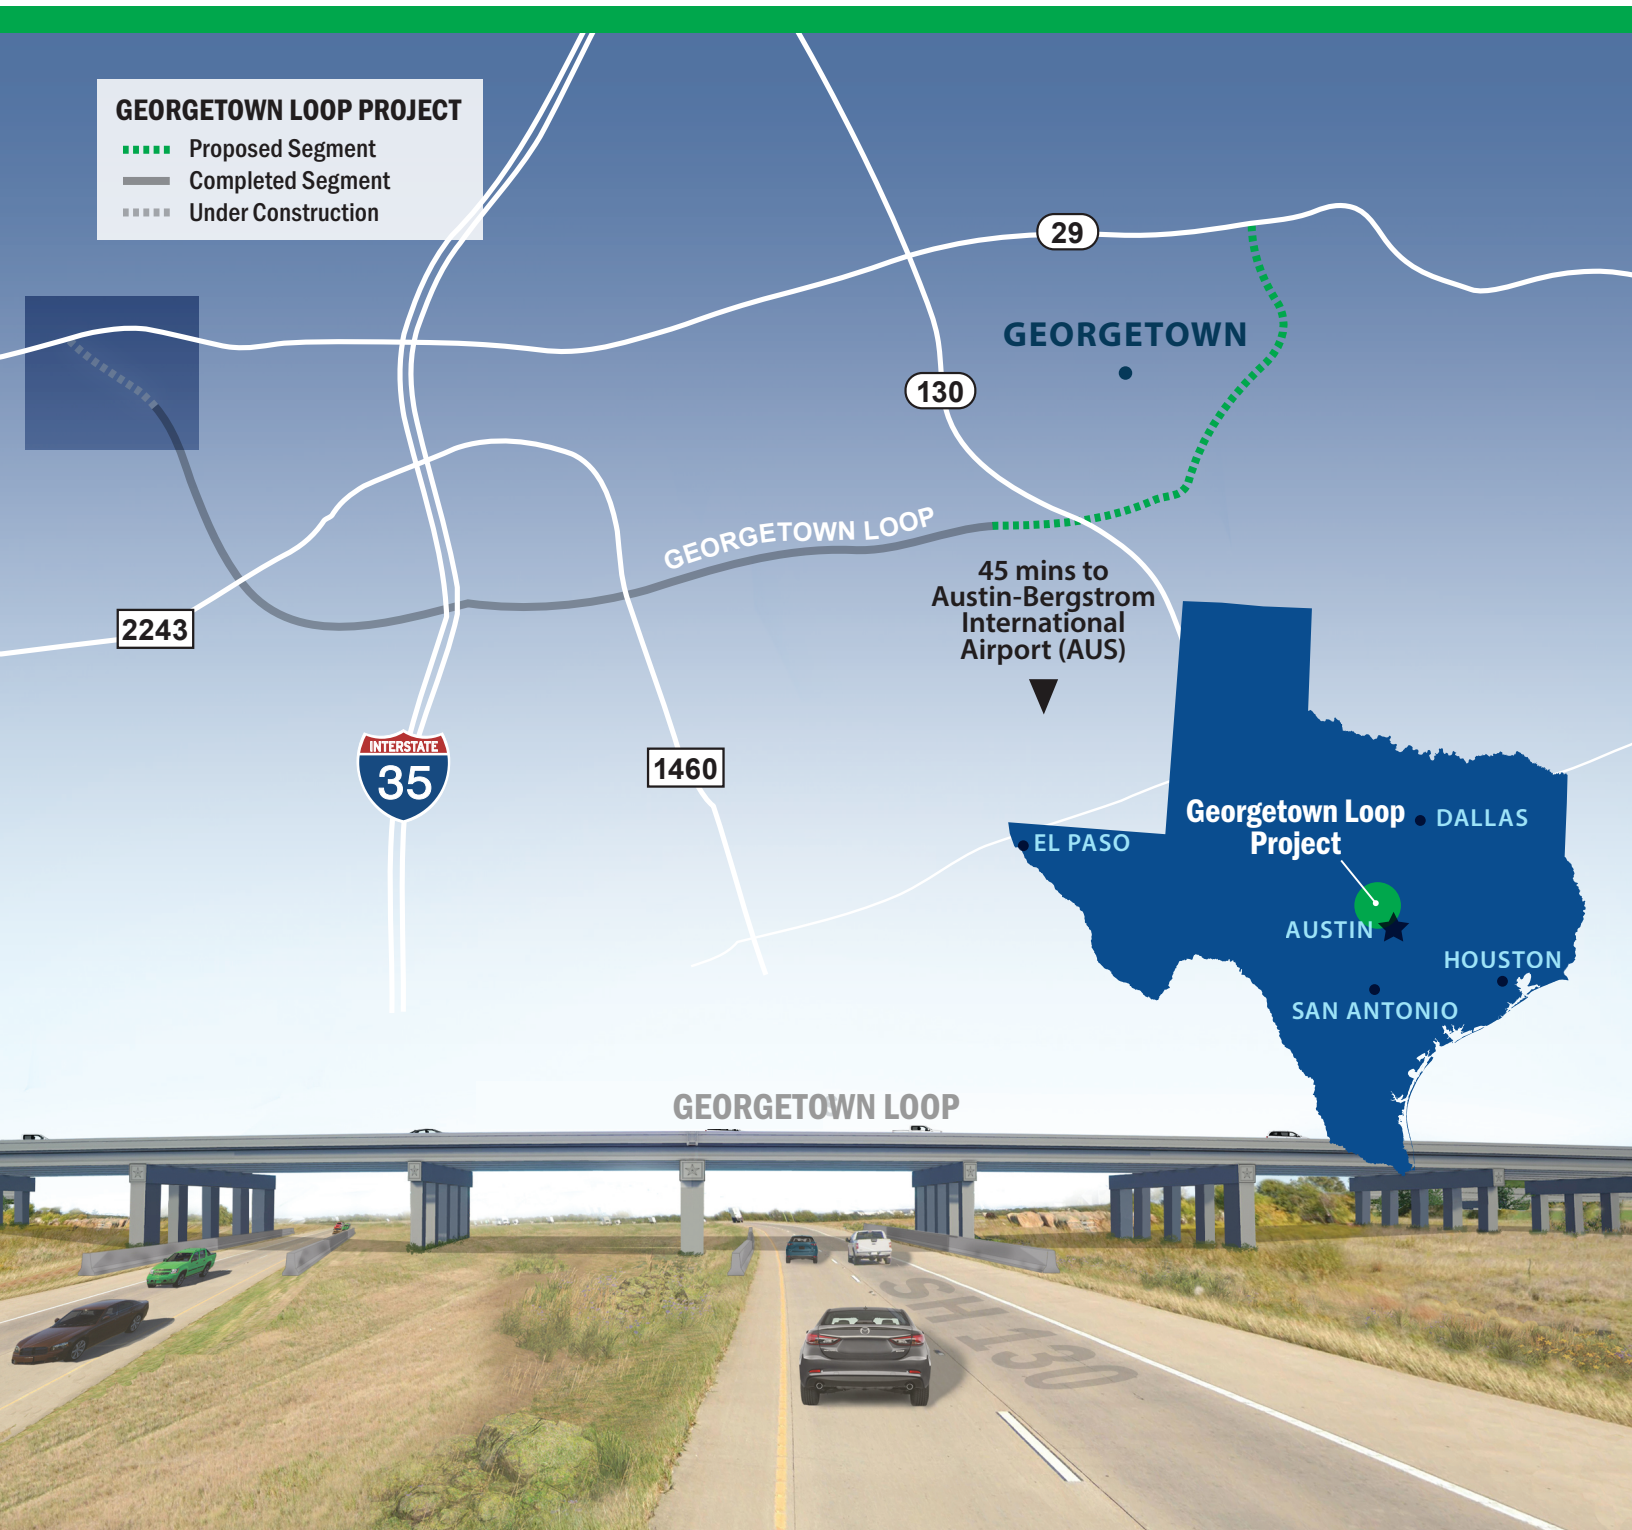 GEORGETOWN LOOP PROJECT
Proposed Segment
Completed Segment
Under Construction
29
GEORGETOWN
130
GEORGETOWN LOOP
45 mins to
Austin-Bergstrom
International
Airport (AUS)
2243
INTERSTATE
35
1460
Georgetown Loop
Project
DALLAS
EL PASO
AUSTIN
HOUSTON
SAN ANTONIO
GEORGETOWN LOOP
SH 130